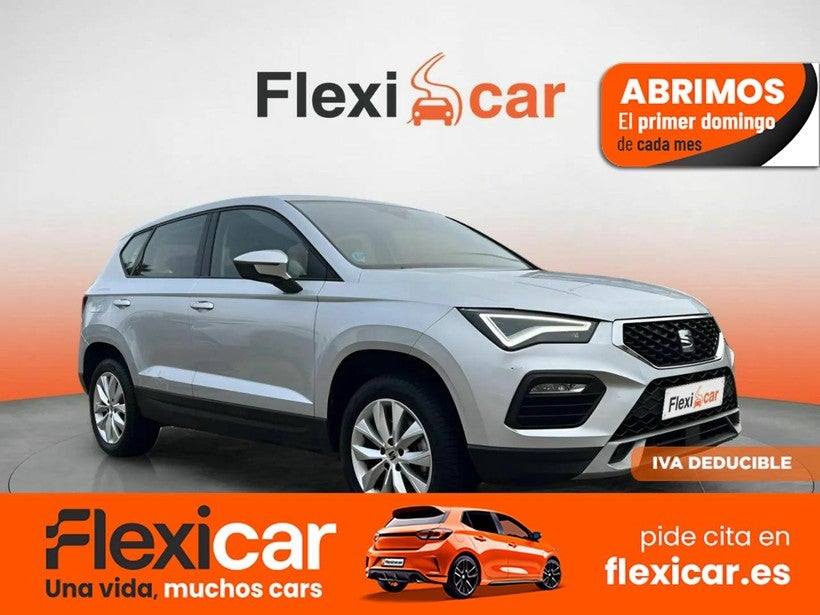 Flexicar
ABRIMOS
El primer domingo
de cada mes
Flexicar
IVA DEDUCIBLE
Flexicar
Una vida, muchos cars
pide cita en
flexicar.es